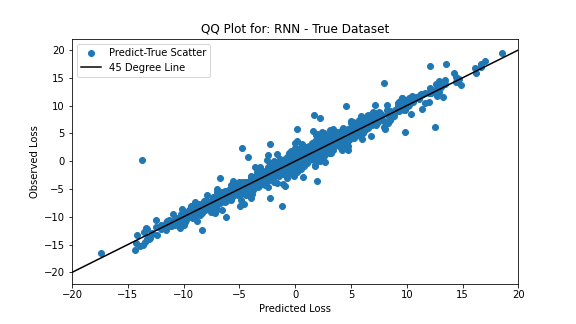 QQ Plot for: RNN - True Dataset
Predict-True Scatter
45 Degree Line
Observed Loss
20
15
10
5
0
−5
−10
−15
−20
−20 −15 −10 −5 0 5 10 15 20
Predicted Loss